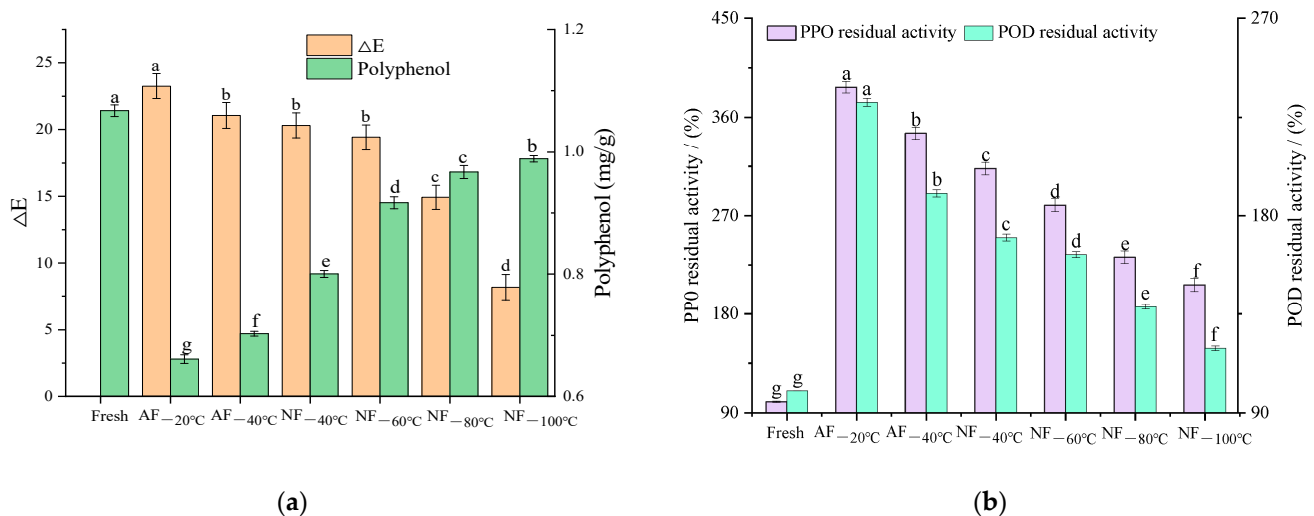 1.2
△E
Polyphenol
25
20
15
10
5
0
△E
a
a
g
b
f
b
e
b
d
c
c
d
b
1.0
0.8
0.6
Polyphenol (mg/g)
Fresh AF−20℃ AF−40℃ NF−40℃ NF−60℃ NF−80℃ NF−100℃
(a)
450
360
270
180
90
PP0 residual activity / (%)
PPO residual activity POD residual activity
g
g
a
a
b
b
c
c
d
d
e
e
f
f
270
180
90
POD residual activity / (%)
Fresh AF−20℃ AF−40℃ NF−40℃ NF−60℃ NF−80℃ NF−100℃
(b)